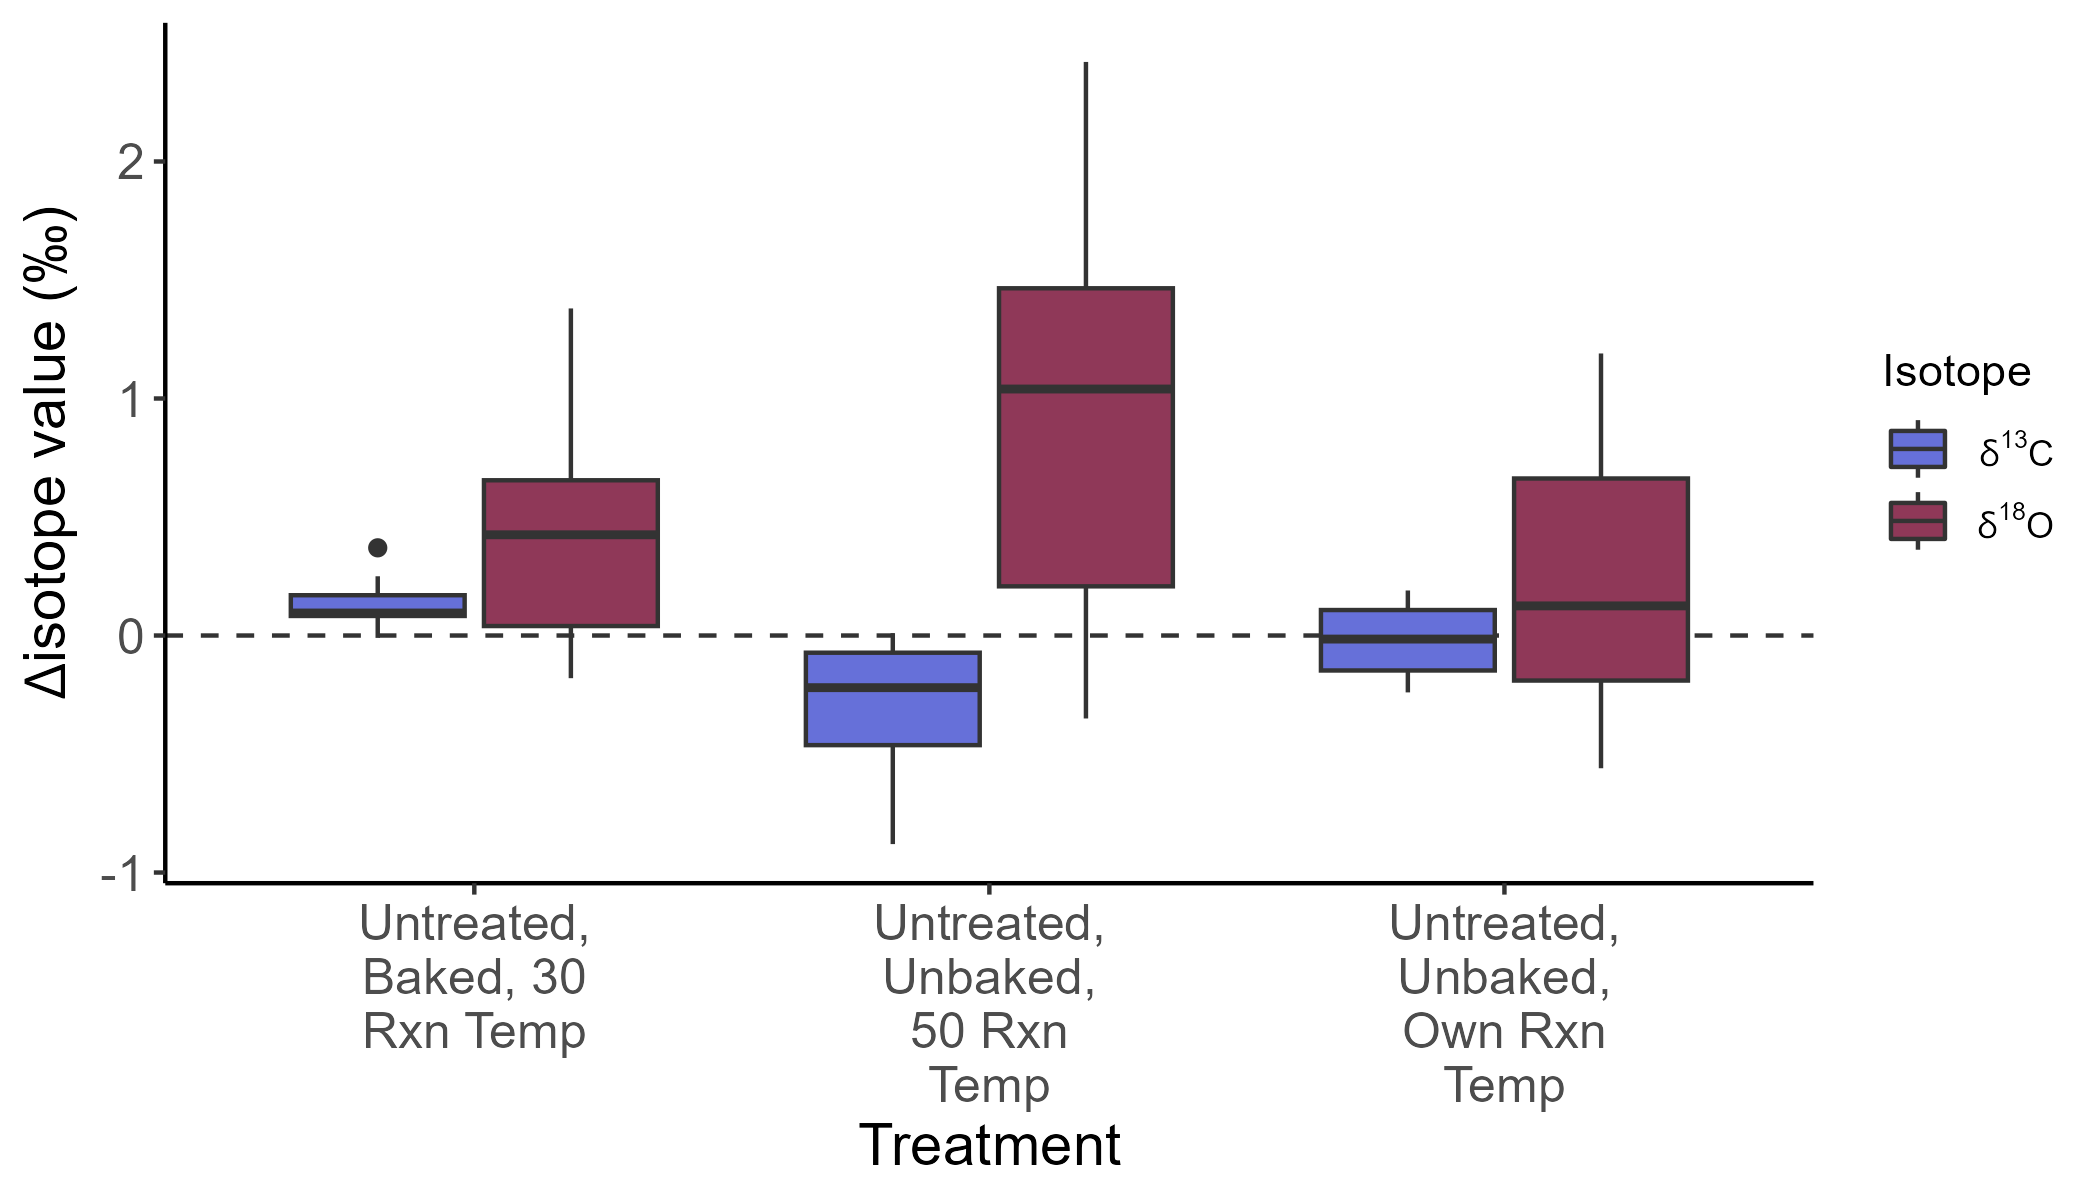 Δisotope value (‰)
2
1
0
-1
Untreated,
Baked, 30
Rxn Temp
Untreated,
Unbaked,
50 Rxn
Temp
Untreated,
Unbaked,
Own Rxn
Temp
Treatment
Isotope
δ¹³C
δ¹⁸O